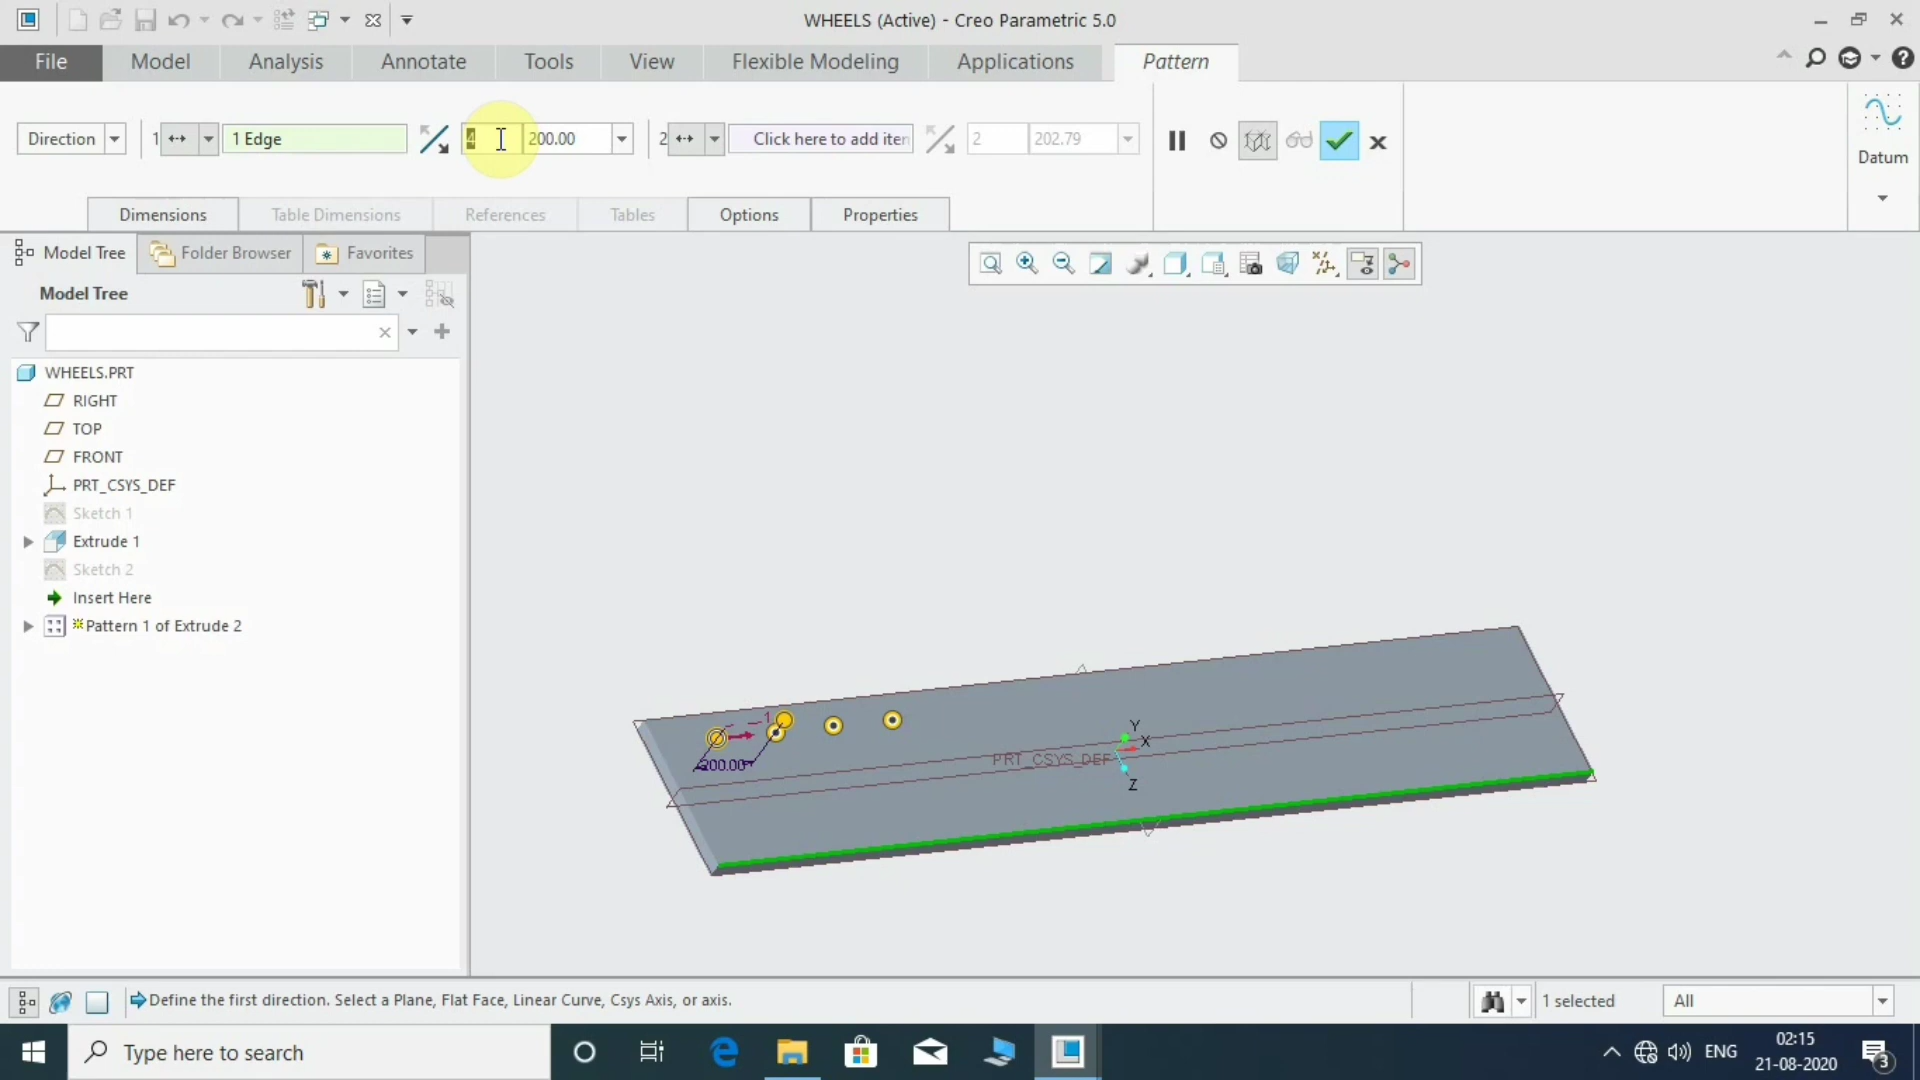 WHEELS (Active) - Creo Parametric 5.0
File Model Analysis Annotate Tools View Flexible Modeling Applications Pattern
Direction 1 1 Edge 4 200.00 2 Click here to add iten 2 202.79
Datum
Dimensions Table Dimensions References Tables Options Properties
Model Tree Folder Browser Favorites
Model Tree
WHEELS.PRT
RIGHT
TOP
FRONT
PRT_CSYS_DEF
Sketch 1
Extrude 1
Sketch 2
Insert Here
Pattern 1 of Extrude 2
1
200.00
Y
X
PRT_CSYS_DEF
Z
Define the first direction. Select a Plane, Flat Face, Linear Curve, Csys Axis, or axis.
1 selected All
Type here to search
ENG
02:15
21-08-2020
3